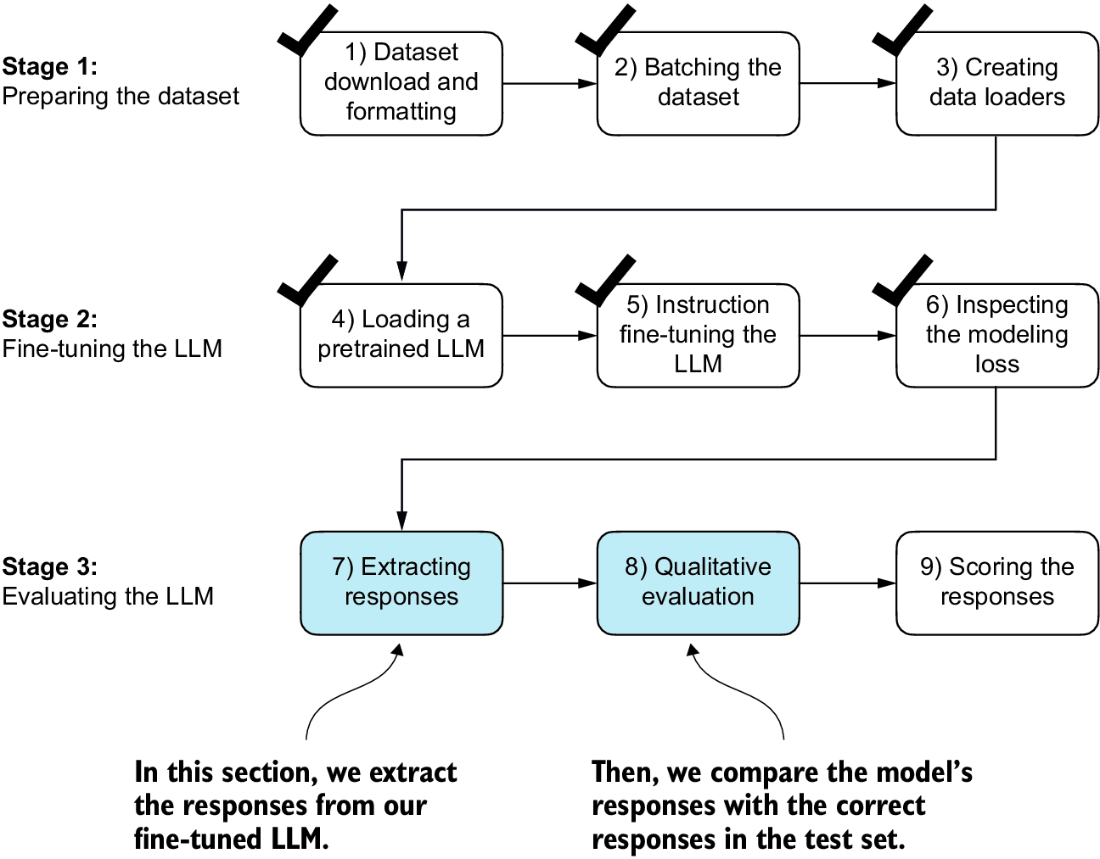 Stage 1:
Preparing the dataset
1) Dataset
download and
formatting
2) Batching the
dataset
3) Creating
data loaders
Stage 2:
Fine-tuning the LLM
4) Loading a
pretrained LLM
5) Instruction
fine-tuning the
LLM
6) Inspecting
the modeling
loss
Stage 3:
Evaluating the LLM
7) Extracting
responses
8) Qualitative
evaluation
9) Scoring the
responses
In this section, we extract
the responses from our
fine-tuned LLM.
Then, we compare the model’s
responses with the correct
responses in the test set.